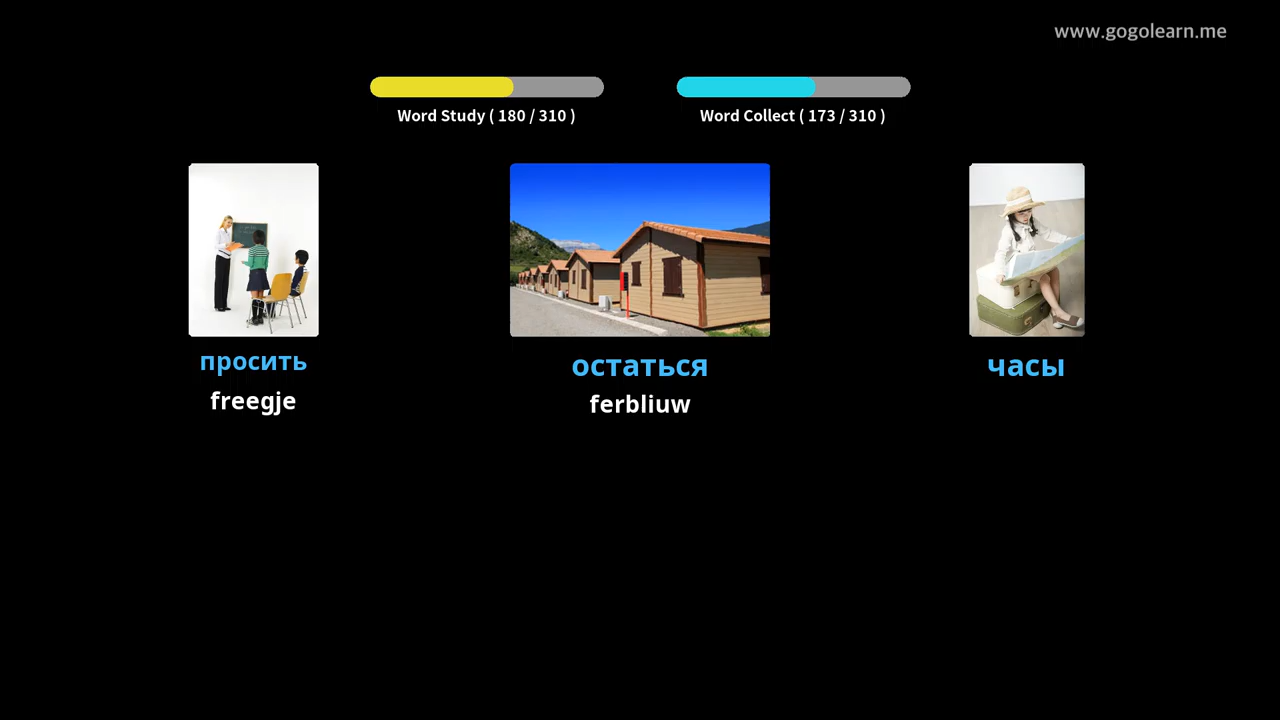 www.gogolearn.me
Word Study ( 180 / 310 )
Word Collect ( 173 / 310 )
просить
freegje
остаться
ferbliuw
часы